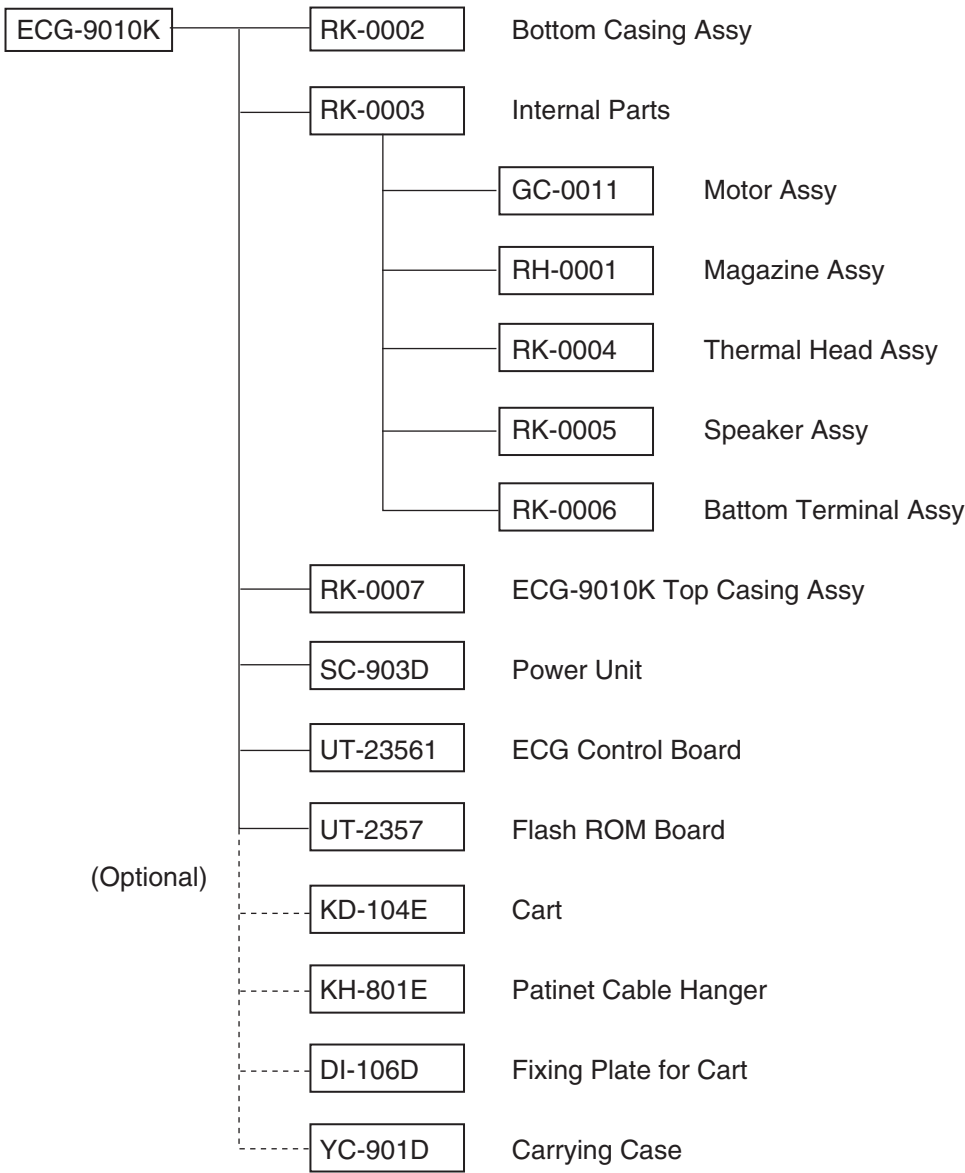 ECG-9010K
RK-0002 Bottom Casing Assy
RK-0003 Internal Parts
GC-0011 Motor Assy
RH-0001 Magazine Assy
RK-0004 Thermal Head Assy
RK-0005 Speaker Assy
RK-0006 Battom Terminal Assy
RK-0007 ECG-9010K Top Casing Assy
SC-903D Power Unit
UT-23561 ECG Control Board
UT-2357 Flash ROM Board
(Optional)
KD-104E Cart
KH-801E Patinet Cable Hanger
DI-106D Fixing Plate for Cart
YC-901D Carrying Case